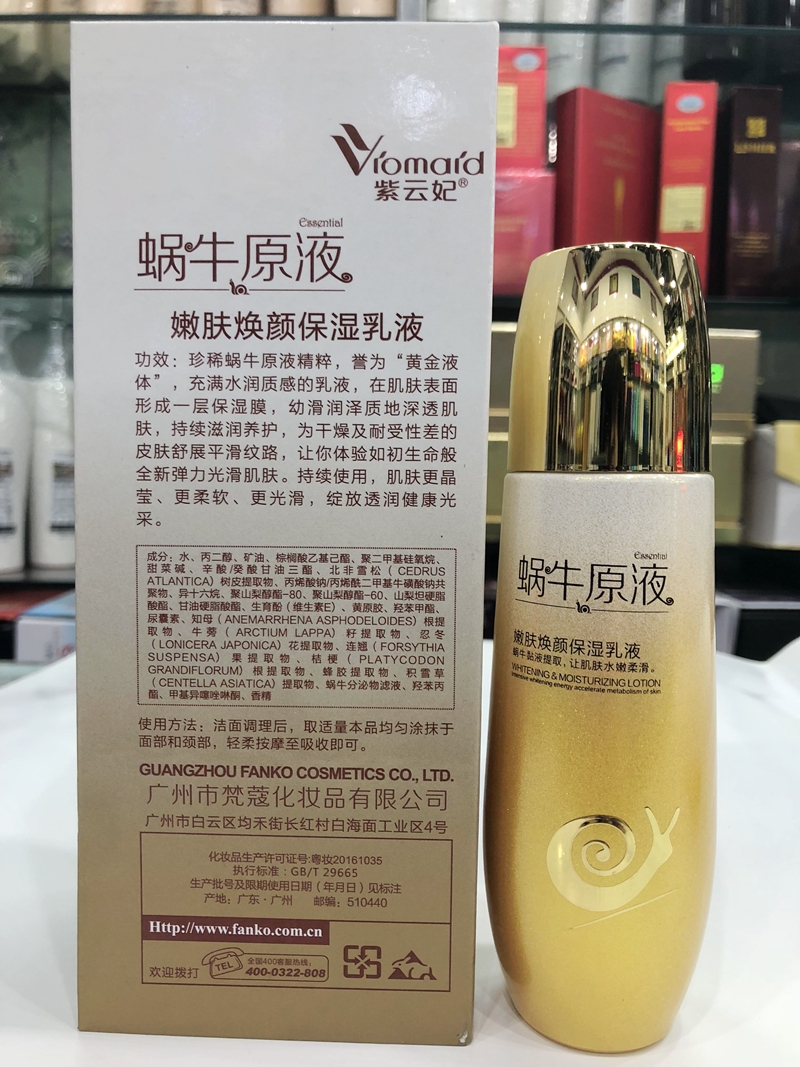 Viomard
紫云妃®
Essential
蜗牛原液
嫩肤焕颜保湿乳液
功效：珍稀蜗牛原液精粹，誉为“黄金液
体”，充满水润质感的乳液，在肌肤表面
形成一层保湿膜，幼滑润泽质地深透肌
肤，持续滋润养护，为干燥及耐受性差的
皮肤舒展平滑纹路，让你体验如初生命般
全新弹力光滑肌肤。持续使用，肌肤更晶
莹、更柔软、更光滑，绽放透润健康光
采。
成分：水、丙二醇、矿油、棕榈酸乙基己酯、聚二甲基硅氧烷、
甜菜碱、辛酸/癸酸甘油三酯、北非雪松（CEDRUS
ATLANTICA）树皮提取物、丙烯酸钠/丙烯酰二甲基牛磺酸钠共
聚物、异十六烷、聚山梨醇酯-80、聚山梨醇酯-60、山梨坦硬脂
酸酯、甘油硬脂酸酯、生育酚（维生素E）、黄原胶、羟苯甲酯、
尿囊素、知母（ANEMARRHENA ASPHODELOIDES）根提
取物、牛蒡（ARCTIUM LAPPA）籽提取物、忍冬
（LONICERA JAPONICA）花提取物、连翘（FORSYTHIA
SUSPENSA）果提取物、桔梗（PLATYCODON
GRANDIFLORUM）根提取物、蜂胶提取物、积雪草
（CENTELLA ASIATICA）提取物、蜗牛分泌物滤液、羟苯丙
酯、甲基异噻唑啉酮、香精
使用方法：洁面调理后，取适量本品均匀涂抹于
面部和颈部，轻柔按摩至吸收即可。
GUANGZHOU FANKO COSMETICS CO., LTD.
广州市梵蔻化妆品有限公司
广州市白云区均禾街长红村白海面工业区4号
化妆品生产许可证号:粤妆20161035
执行标准：GB/T 29665
生产批号及限期使用日期（年月日）见标注
产地：广东·广州 邮编：510440
Http://www.fanko.com.cn
欢迎拨打
TEL
全国400客服热线：
400-0322-808
Essential
蜗牛原液
嫩肤焕颜保湿乳液
蜗牛黏液提取，让肌肤水嫩柔滑。
WHITENING & MOISTURIZING LOTION
Intensive whitening energy accelerate metabolism of skin